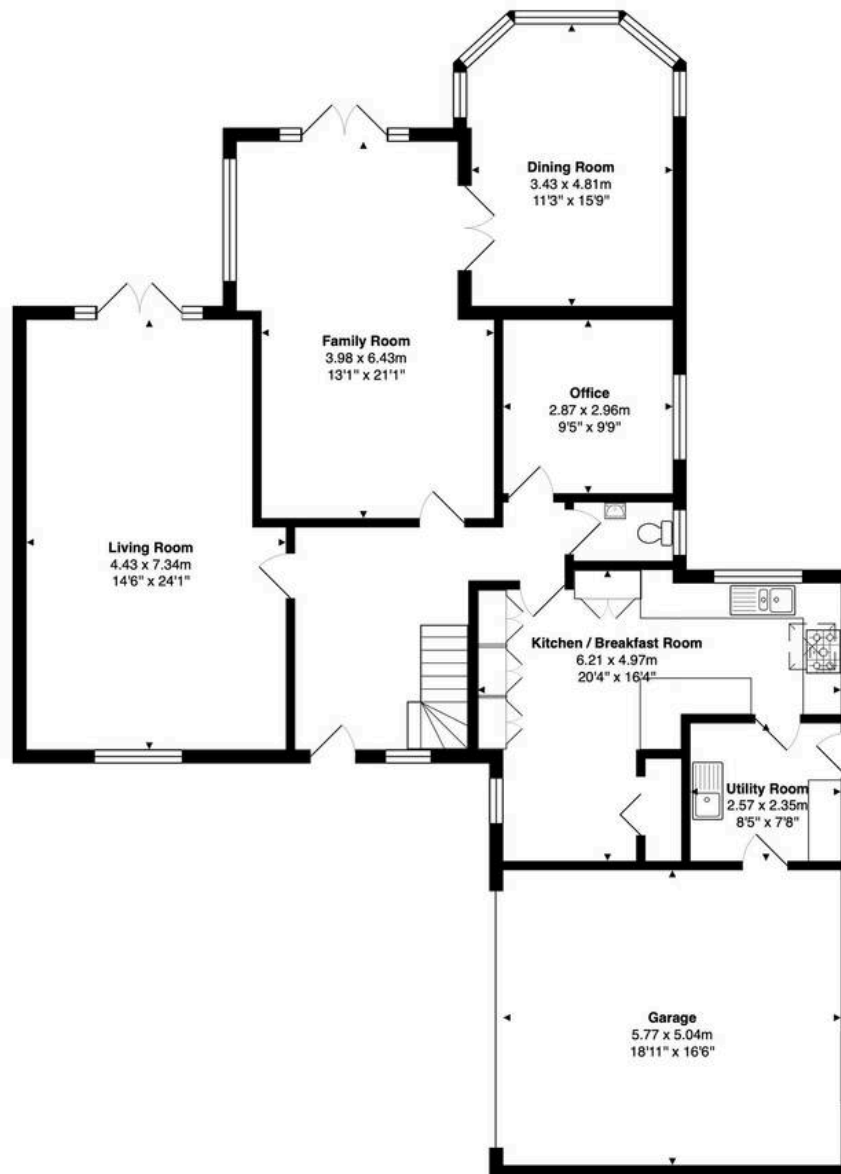 Dining Room
3.43 x 4.81m
11'3" x 15'9"
Family Room
3.98 x 6.43m
13'1" x 21'1"
Office
2.87 x 2.96m
9'5" x 9'9"
Living Room
4.43 x 7.34m
14'6" x 24'1"
Kitchen / Breakfast Room
6.21 x 4.97m
20'4" x 16'4"
Utility Room
2.57 x 2.35m
8'5" x 7'8"
Garage
5.77 x 5.04m
18'11" x 16'6"